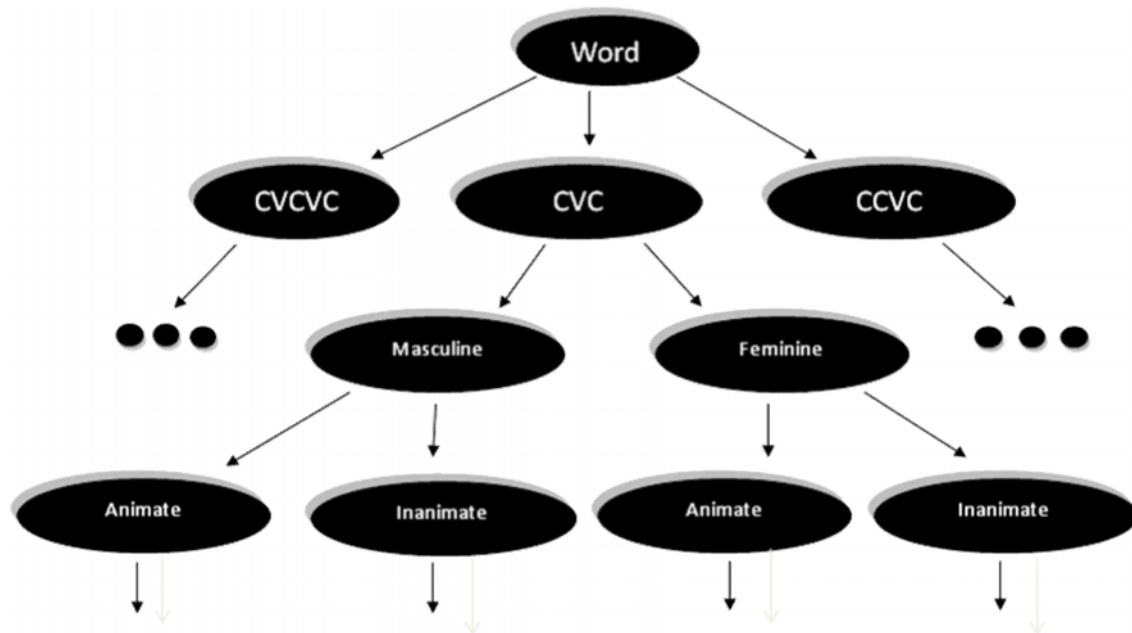 Word
CVCVC
CVC
CCVC
Masculine
Feminine
Animate
Inanimate
Animate
Inanimate